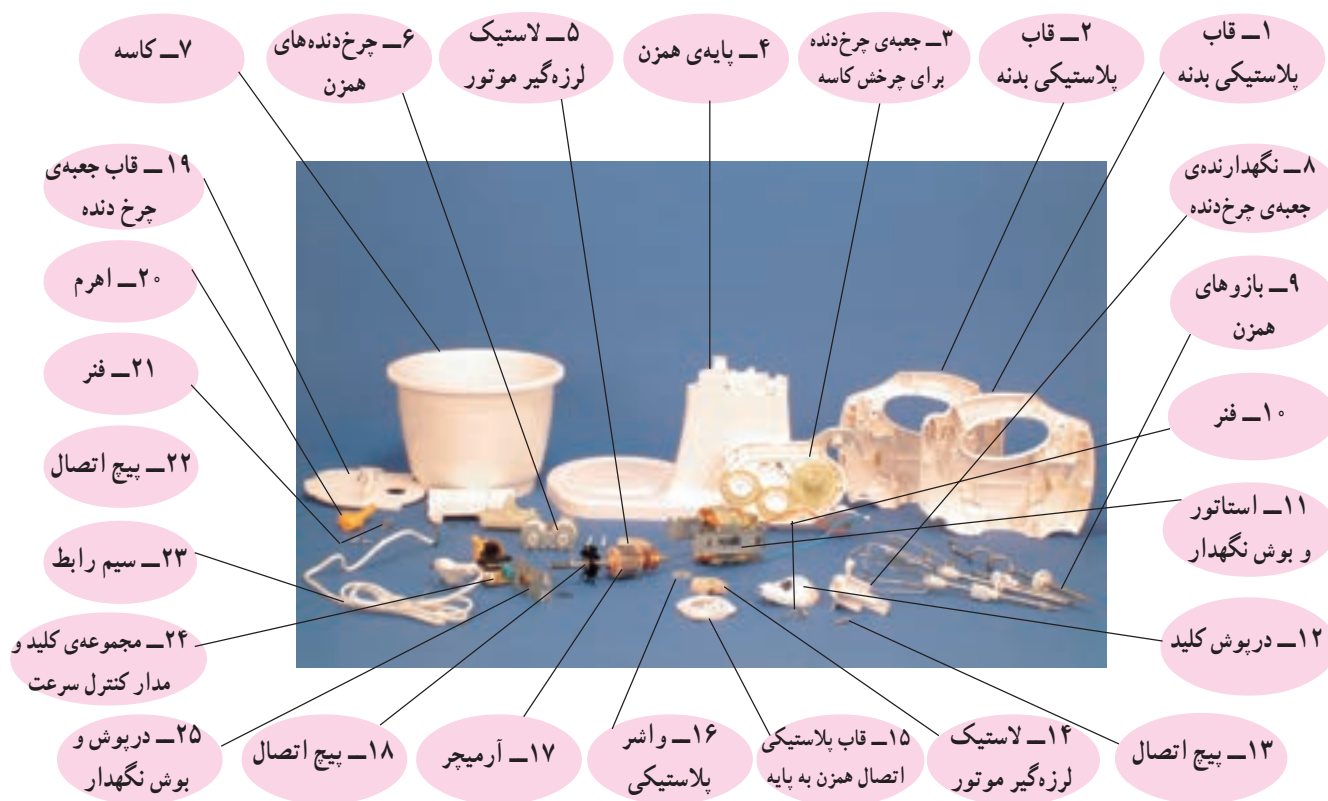 ۱ــ قاب
پلاستیکی بدنه
۲ــ قاب
پلاستیکی بدنه
۳ــ جعبه‌ی چرخ‌دنده
برای چرخش کاسه
۴ــ پایه‌ی همزن
۵ــ لاستیک
لرزه‌گیر موتور
۶ــ چرخ‌دنده‌های
همزن
۷ــ کاسه
۸ــ نگهدارنده‌ی
جعبه‌ی چرخ‌دنده
۹ــ بازوهای
همزن
۱۰ــ فنر
۱۱ــ استاتور
و بوش نگهدار
۱۲ــ درپوش کلید
۱۳ــ پیچ اتصال
۱۴ــ لاستیک
لرزه‌گیر موتور
۱۵ــ قاب پلاستیکی
اتصال همزن به پایه
۱۶ــ واشر
پلاستیکی
۱۷ــ آرمیچر
۱۸ــ پیچ اتصال
۱۹ــ قاب جعبه‌ی
چرخ دنده
۲۰ــ اهرم
۲۱ــ فنر
۲۲ــ پیچ اتصال
۲۳ــ سیم رابط
۲۴ــ مجموعه‌ی کلید و
مدار کنترل سرعت
۲۵ــ درپوش و
بوش نگهدار